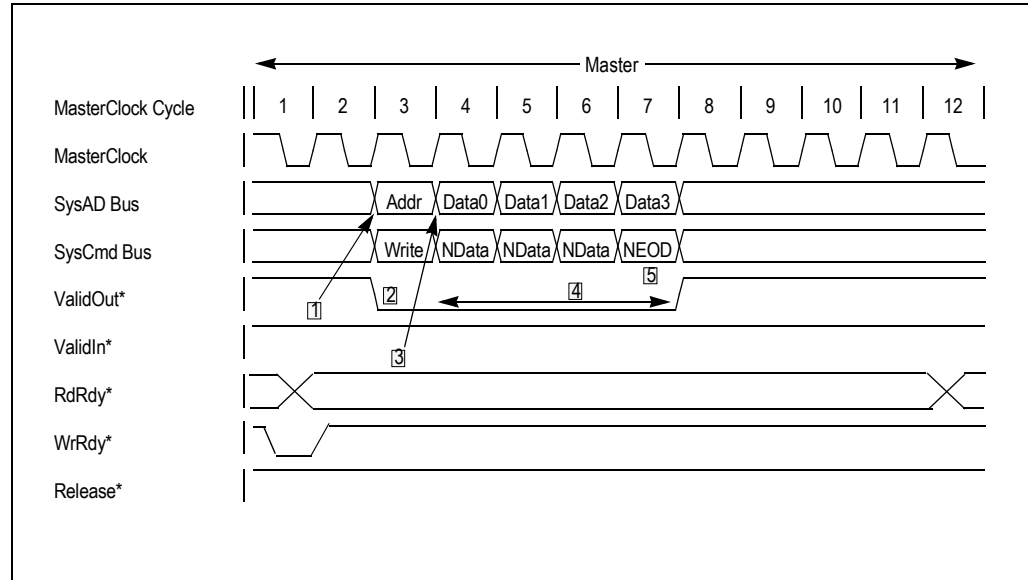 Master
MasterClock Cycle 1 2 3 4 5 6 7 8 9 10 11 12
MasterClock
SysAD Bus Addr Data0 Data1 Data2 Data3
SysCmd Bus Write NData NData NData NEOD
5
ValidOut* 2 4
1
ValidIn*
3
RdRdy*
WrRdy*
Release*